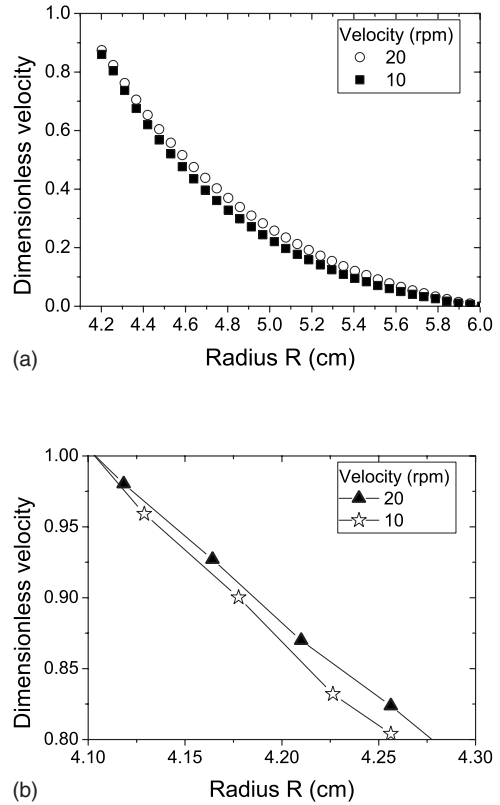 1.0
0.8
0.6
0.4
0.2
0.0
Dimensionless velocity
Velocity (rpm)
20
10
4.2 4.4 4.6 4.8 5.0 5.2 5.4 5.6 5.8 6.0
Radius R (cm)
(a)
1.00
0.95
0.90
0.85
0.80
Dimensionless velocity
Velocity (rpm)
20
10
4.10 4.15 4.20 4.25 4.30
Radius R (cm)
(b)